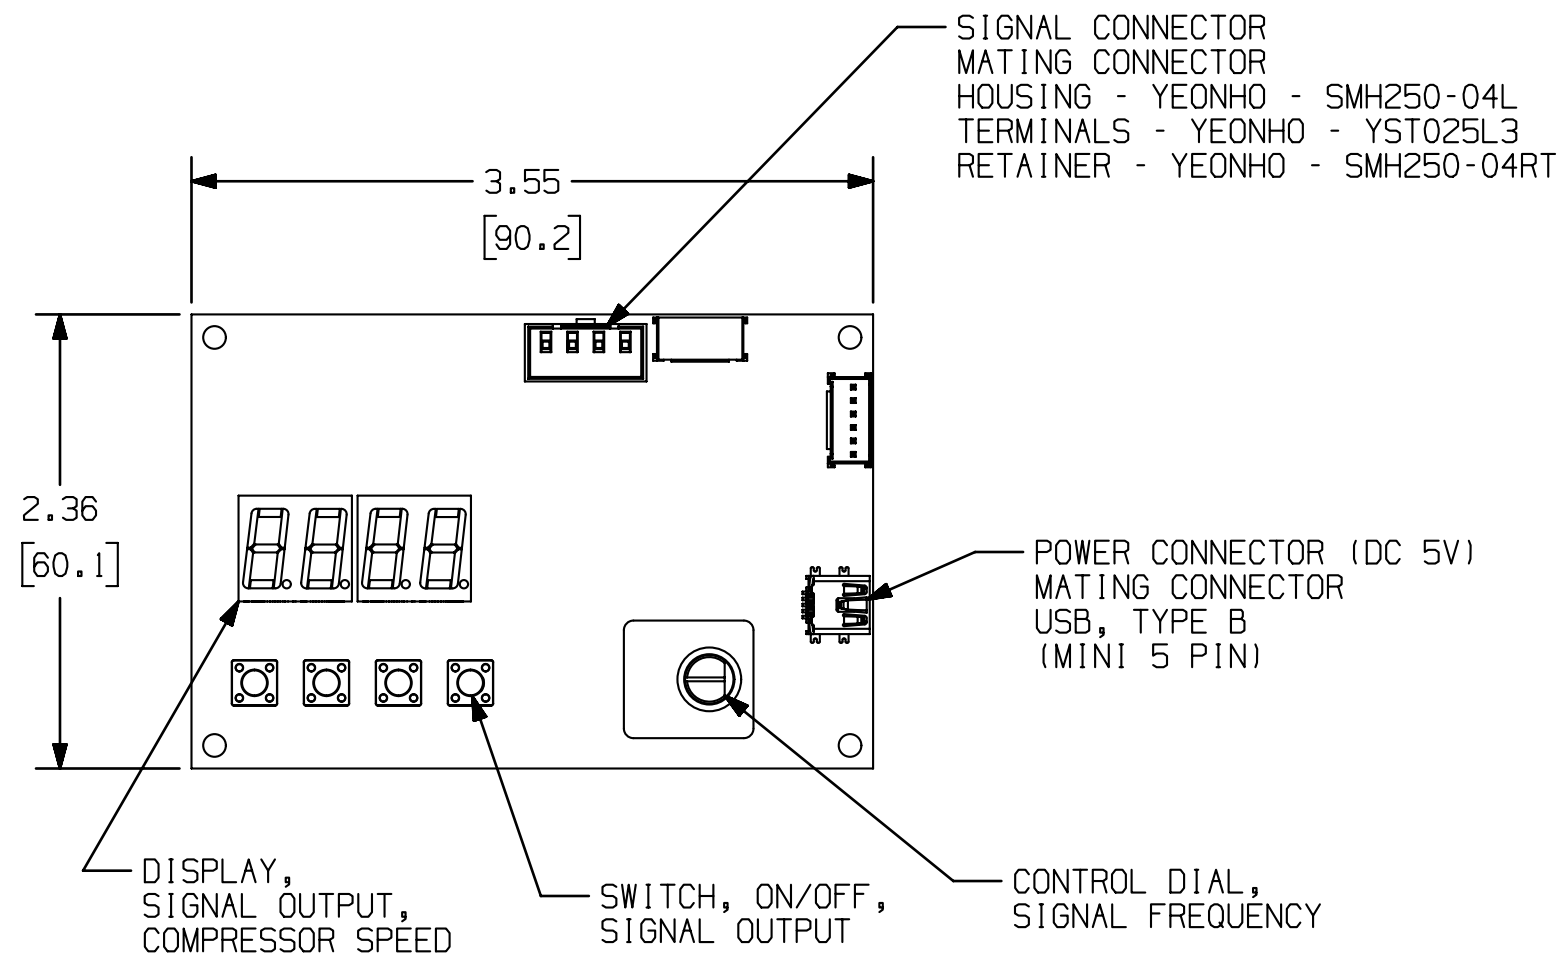 SIGNAL CONNECTOR
MATING CONNECTOR
HOUSING - YEONHO - SMH250-04L
TERMINALS - YEONHO - YST025L3
RETAINER - YEONHO - SMH250-04RT
3.55
[90.2]
2.36
[60.1]
POWER CONNECTOR (DC 5V)
MATING CONNECTOR
USB, TYPE B
(MINI 5 PIN)
DISPLAY,
SIGNAL OUTPUT,
COMPRESSOR SPEED
SWITCH, ON/OFF,
SIGNAL OUTPUT
CONTROL DIAL,
SIGNAL FREQUENCY